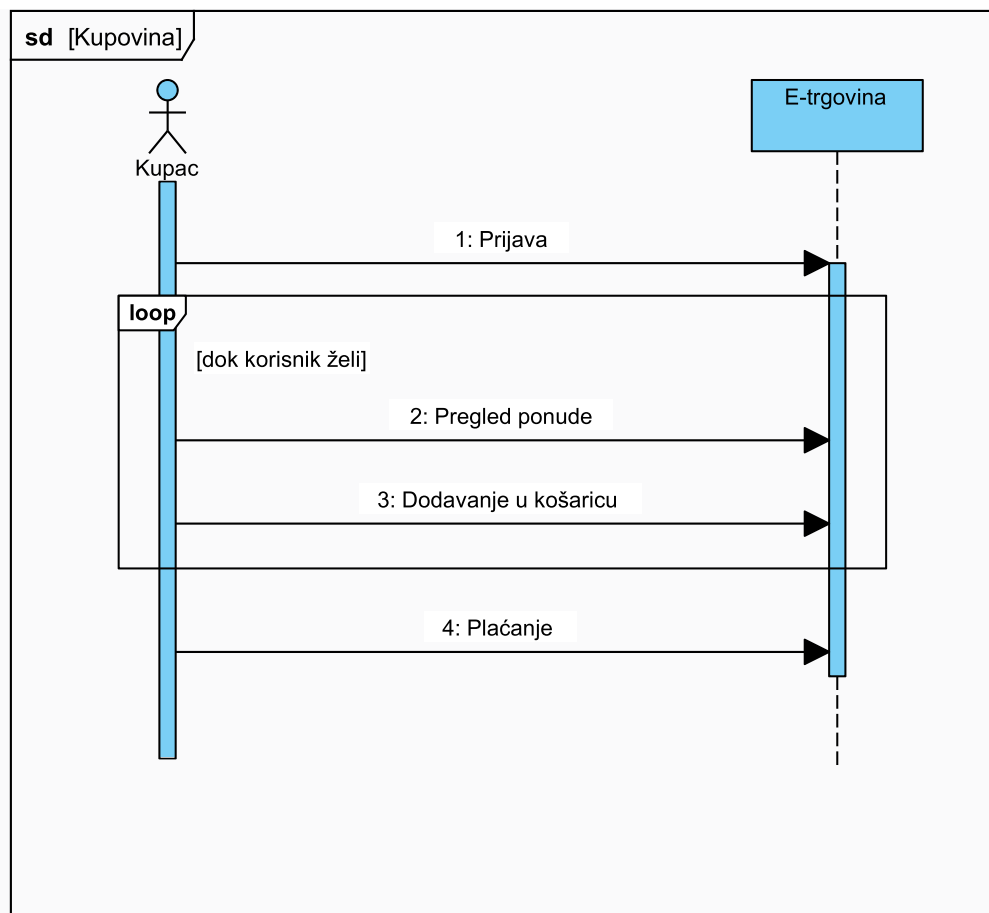 sd [Kupovina]
Kupac
E-trgovina
1: Prijava
loop
[dok korisnik želi]
2: Pregled ponude
3: Dodavanje u košaricu
4: Plaćanje